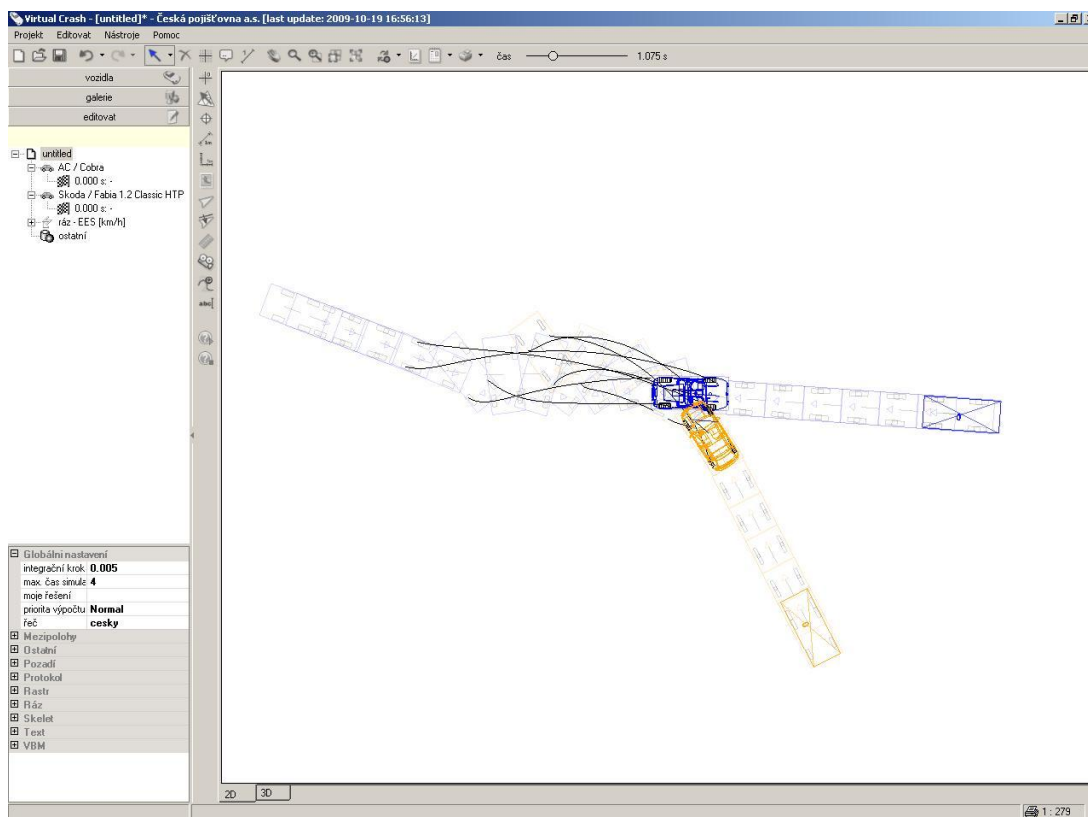 Virtual Crash - [untitled]* - Česká pojišťovna a.s. [last update: 2009-10-19 16:56:13]
Projekt Editovat Nástroje Pomoc
čas 1.075 s
vozidla
galerie
editovat
untitled
AC / Cobra
0.000 s: -
Skoda / Fabia 1.2 Classic HTP
0.000 s: -
ráz - EES [km/h]
ostatní
Globální nastavení
integrační krok 0.005
max. čas simula 4
moje řešení
priorita výpočtu Normal
řeč cesky
Mezipolohy
Ostatní
Pozadí
Protokol
Rastr
Ráz
Skelet
Text
VBM
2D 3D
1 : 279